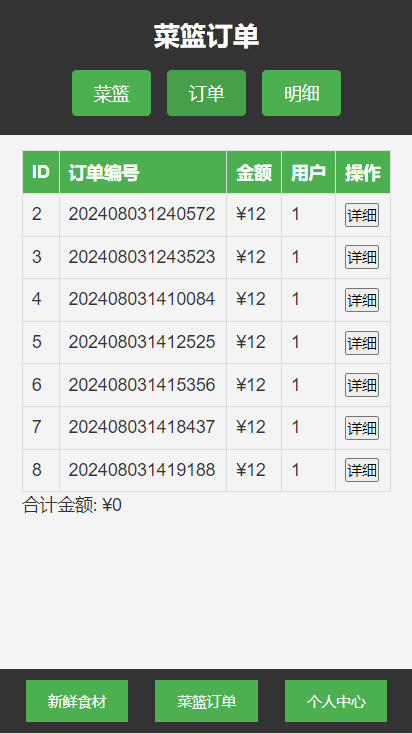 菜篮订单
菜篮 订单 明细
ID 订单编号 金额 用户 操作
2 202408031240572 ¥12 1 详细
3 202408031243523 ¥12 1 详细
4 202408031410084 ¥12 1 详细
5 202408031412525 ¥12 1 详细
6 202408031415356 ¥12 1 详细
7 202408031418437 ¥12 1 详细
8 202408031419188 ¥12 1 详细
合计金额: ¥0
新鲜食材 菜篮订单 个人中心